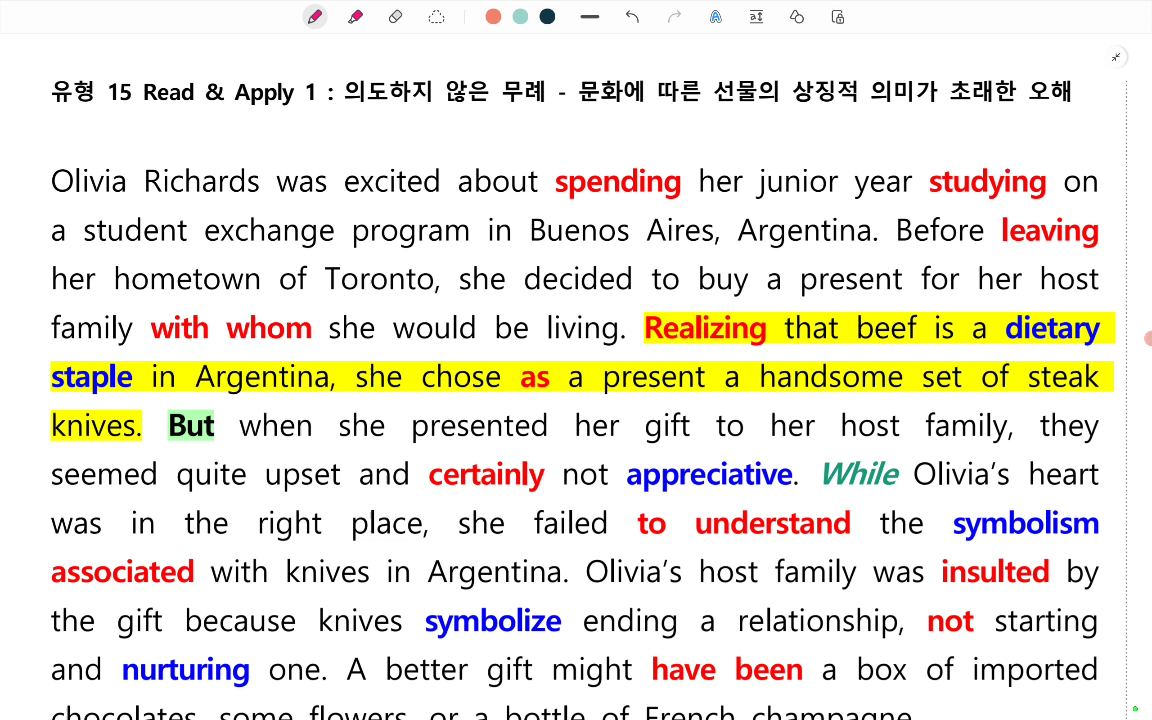 유형 15 Read & Apply 1 : 의도하지 않은 무례 - 문화에 따른 선물의 상징적 의미가 초래한 오해
Olivia Richards was excited about spending her junior year studying on
a student exchange program in Buenos Aires, Argentina. Before leaving
her hometown of Toronto, she decided to buy a present for her host
family with whom she would be living. Realizing that beef is a dietary
staple in Argentina, she chose as a present a handsome set of steak
knives. But when she presented her gift to her host family, they
seemed quite upset and certainly not appreciative. While Olivia’s heart
was in the right place, she failed to understand the symbolism
associated with knives in Argentina. Olivia’s host family was insulted by
the gift because knives symbolize ending a relationship, not starting
and nurturing one. A better gift might have been a box of imported
chocolates, some flowers, or a bottle of French champagne.